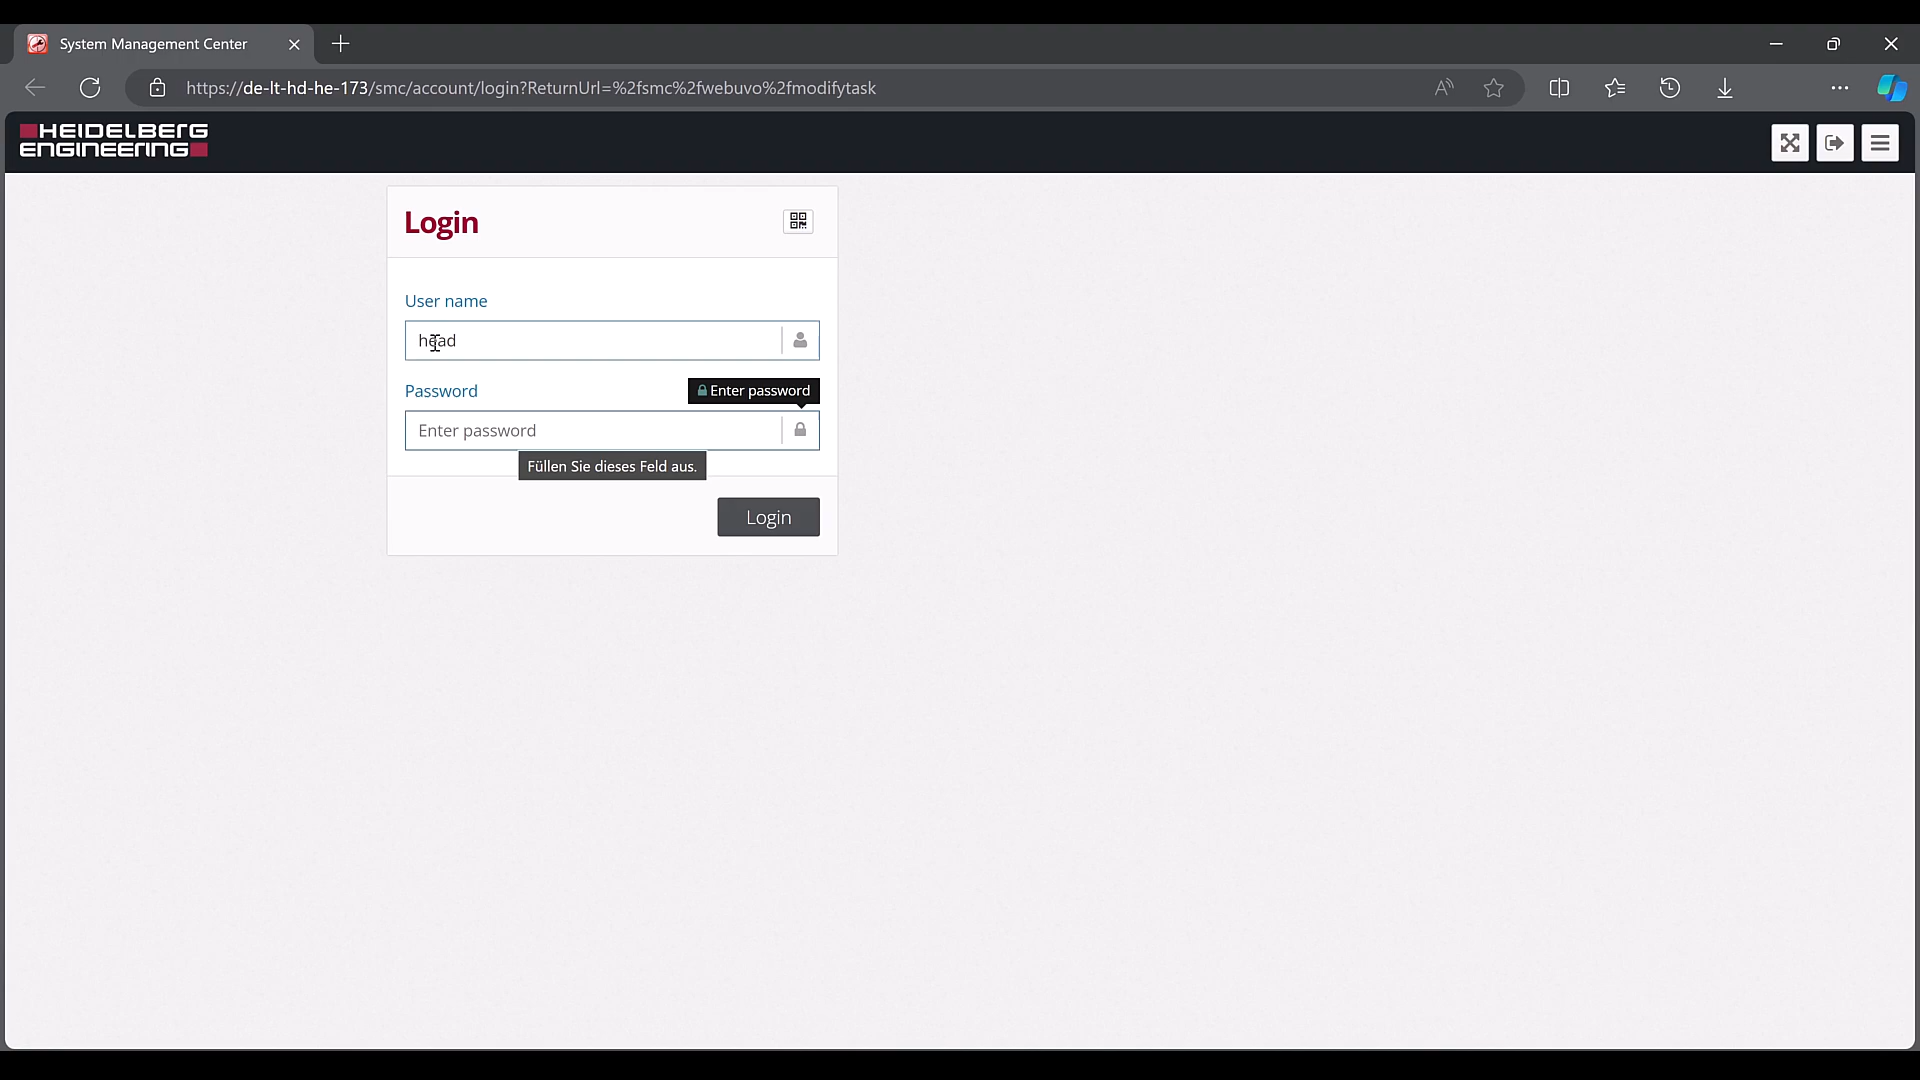 System Management Center
https://de-lt-hd-he-173/smc/account/login?ReturnUrl=%2fsmc%2fwebuvo%2fmodifytask
HEIDELBERG
ENGINEERING
Login
User name
head
Password
Enter password
Enter password
Füllen Sie dieses Feld aus.
Login